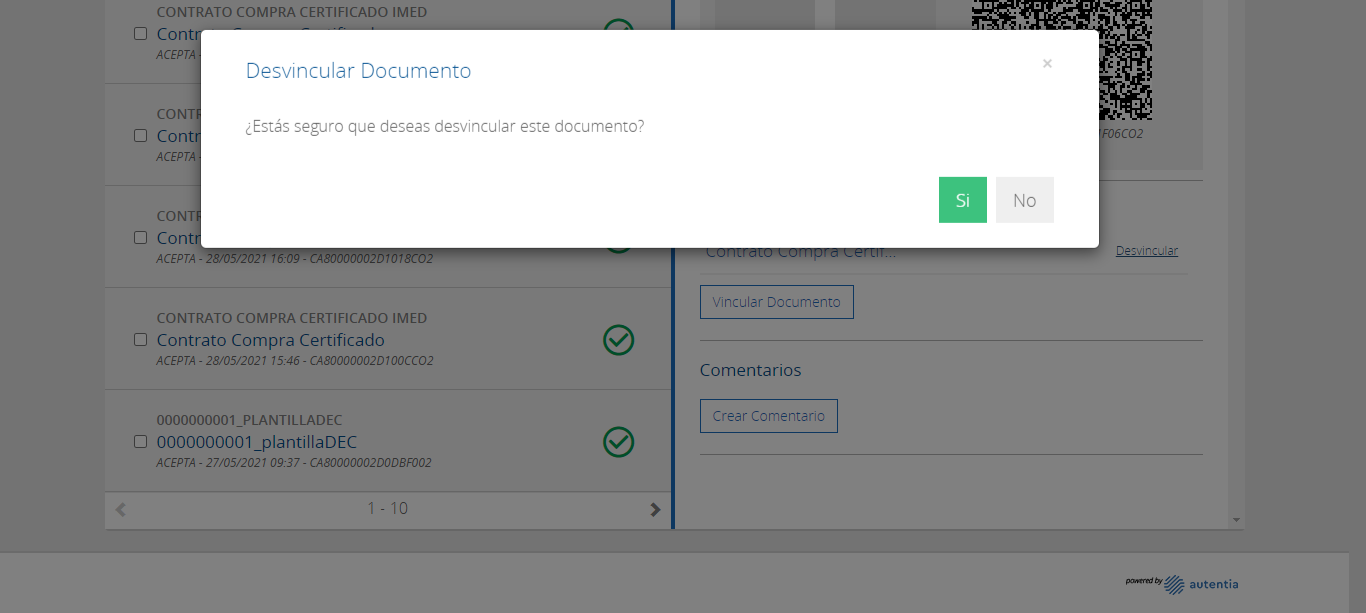 CONTRATO COMPRA CERTIFICADO IMED
ACEPTA -
Desvincular Documento
×
¿Estás seguro que deseas desvincular este documento?
Si
No
CONTR
Contr
ACEPTA -
1F06CO2
CONTR
Contr
ACEPTA - 28/05/2021 16:09 - CA80000002D1018CO2
Contrato Compra Certif...
Desvincular
Vincular Documento
CONTRATO COMPRA CERTIFICADO IMED
Contrato Compra Certificado
ACEPTA - 28/05/2021 15:46 - CA80000002D100CCO2
Comentarios
Crear Comentario
0000000001_PLANTILLADEC
0000000001_plantillaDEC
ACEPTA - 27/05/2021 09:37 - CA80000002D0DBF002
1 - 10
powered by autentia